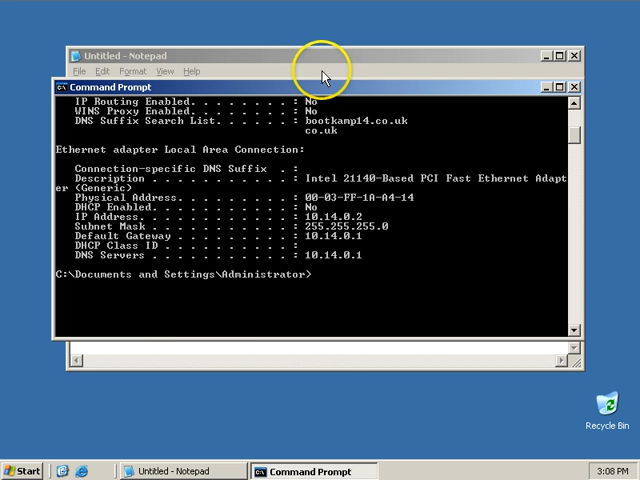 Untitled - Notepad
File Edit Format View Help
Command Prompt
IP Routing Enabled. . . . . . . . : No
WINS Proxy Enabled. . . . . . . . : No
DNS Suffix Search List. . . . . . : bootkamp14.co.uk
co.uk
Ethernet adapter Local Area Connection:
Connection-specific DNS Suffix  . :
Description . . . . . . . . . . . : Intel 21140-Based PCI Fast Ethernet Adapt
er (Generic)
Physical Address. . . . . . . . . : 00-03-FF-1A-A4-14
DHCP Enabled. . . . . . . . . . . : No
IP Address. . . . . . . . . . . . : 10.14.0.2
Subnet Mask . . . . . . . . . . . : 255.255.255.0
Default Gateway . . . . . . . . . : 10.14.0.1
DHCP Class ID . . . . . . . . . . :
DNS Servers . . . . . . . . . . . : 10.14.0.1
C:\Documents and Settings\Administrator>
Recycle Bin
Start Untitled - Notepad Command Prompt 3:08 PM